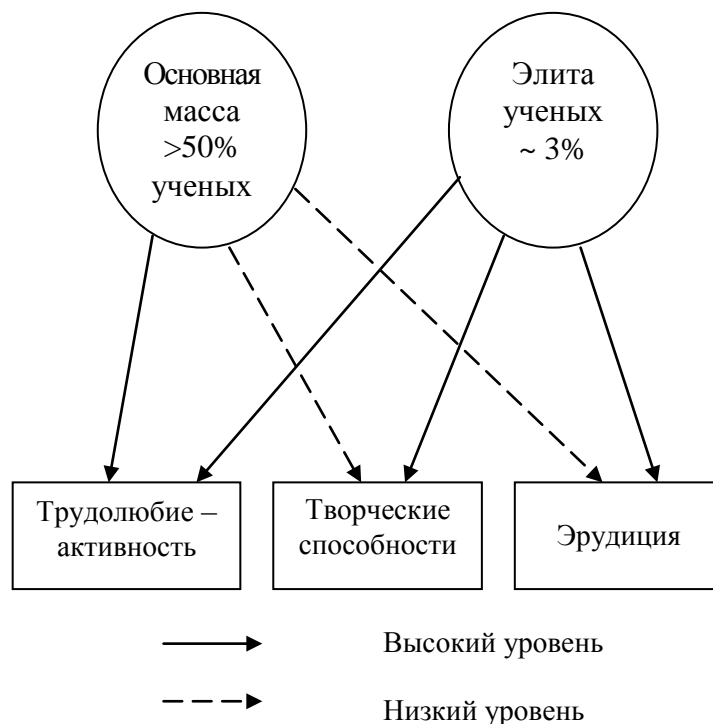 Основная
масса
>50%
ученых
Элита
ученых
~ 3%
Трудолюбие –
активность
Творческие
способности
Эрудиция
Высокий уровень
Низкий уровень